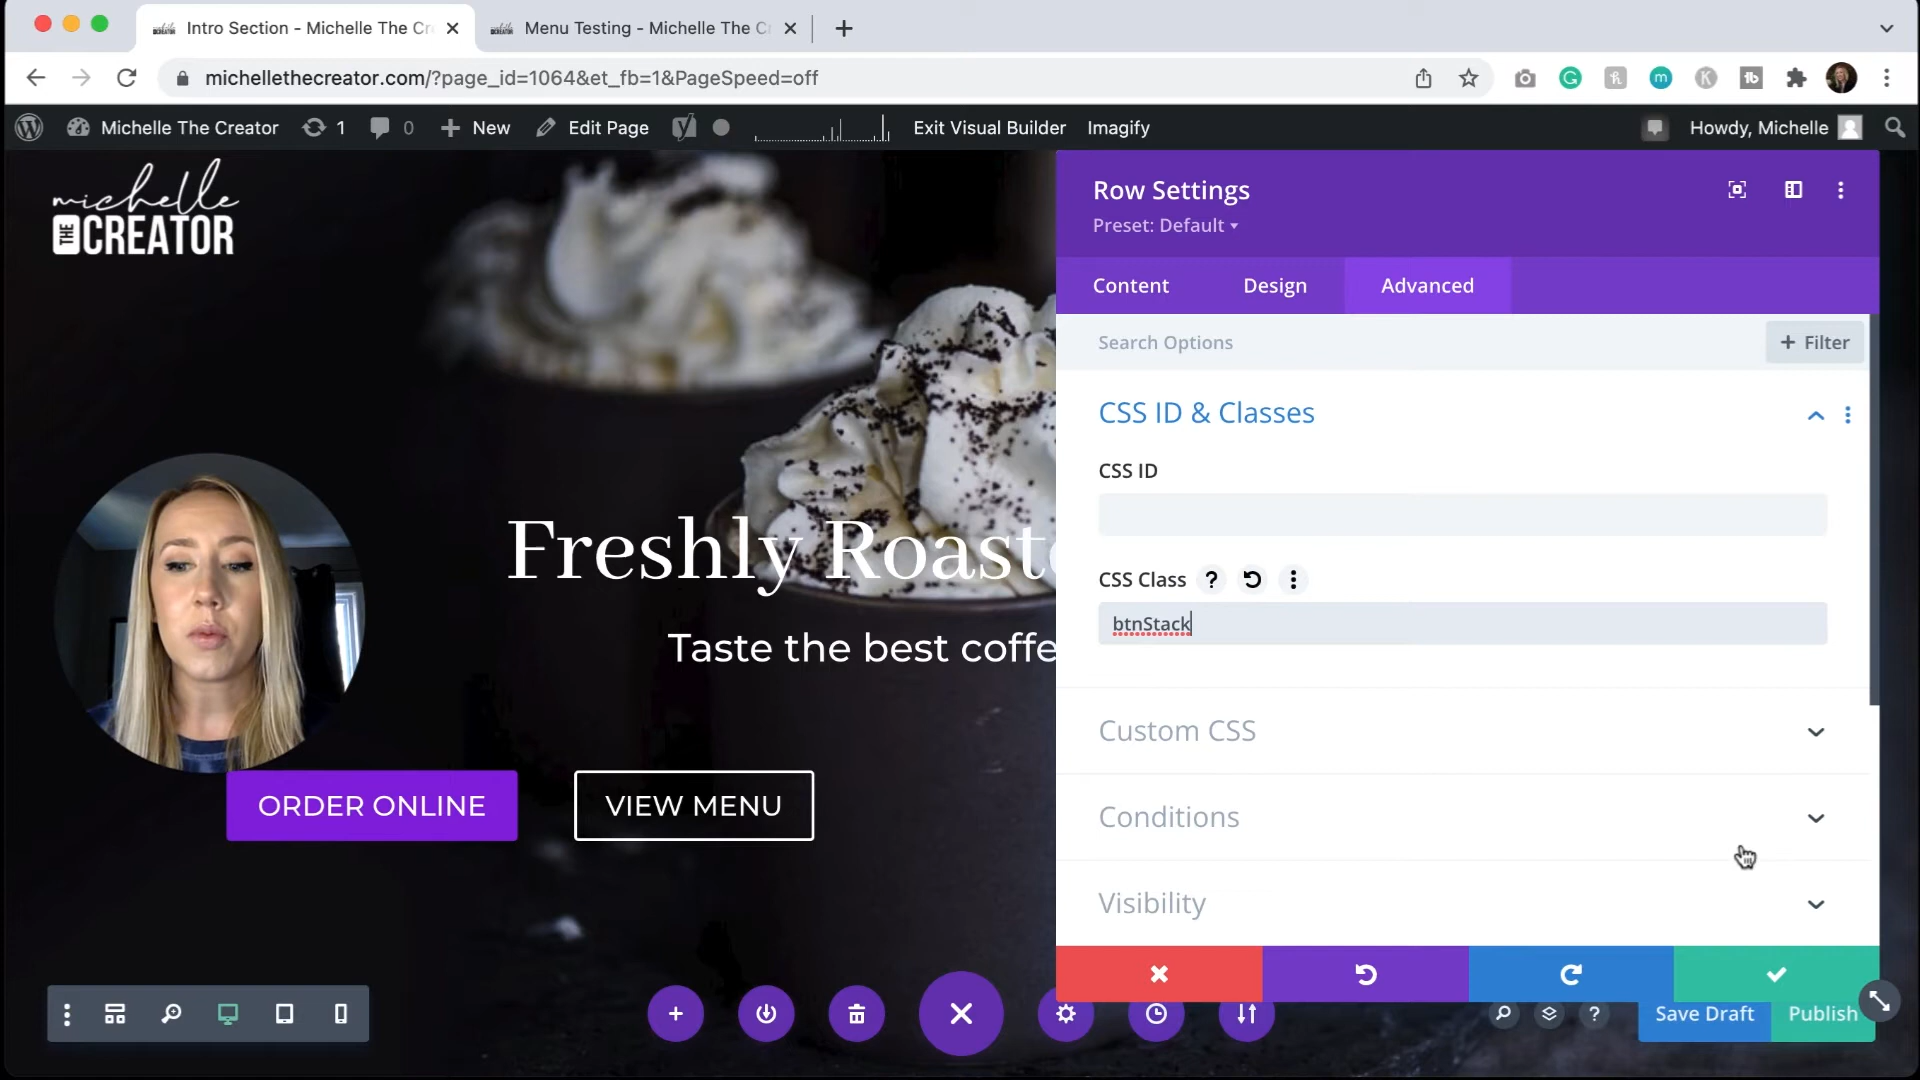 Intro Section - Michelle The Cr
Menu Testing - Michelle The C
michellethecreator.com/?page_id=1064&et_fb=1&PageSpeed=off
Michelle The Creator 1 0 New Edit Page Exit Visual Builder Imagify Howdy, Michelle
michelle
THE CREATOR
Row Settings
Preset: Default
Content Design Advanced
Search Options
+ Filter
CSS ID & Classes
CSS ID
CSS Class
btnStack
Freshly Roaste
Taste the best coffe
Custom CSS
ORDER ONLINE
VIEW MENU
Conditions
Visibility
Save Draft
Publish